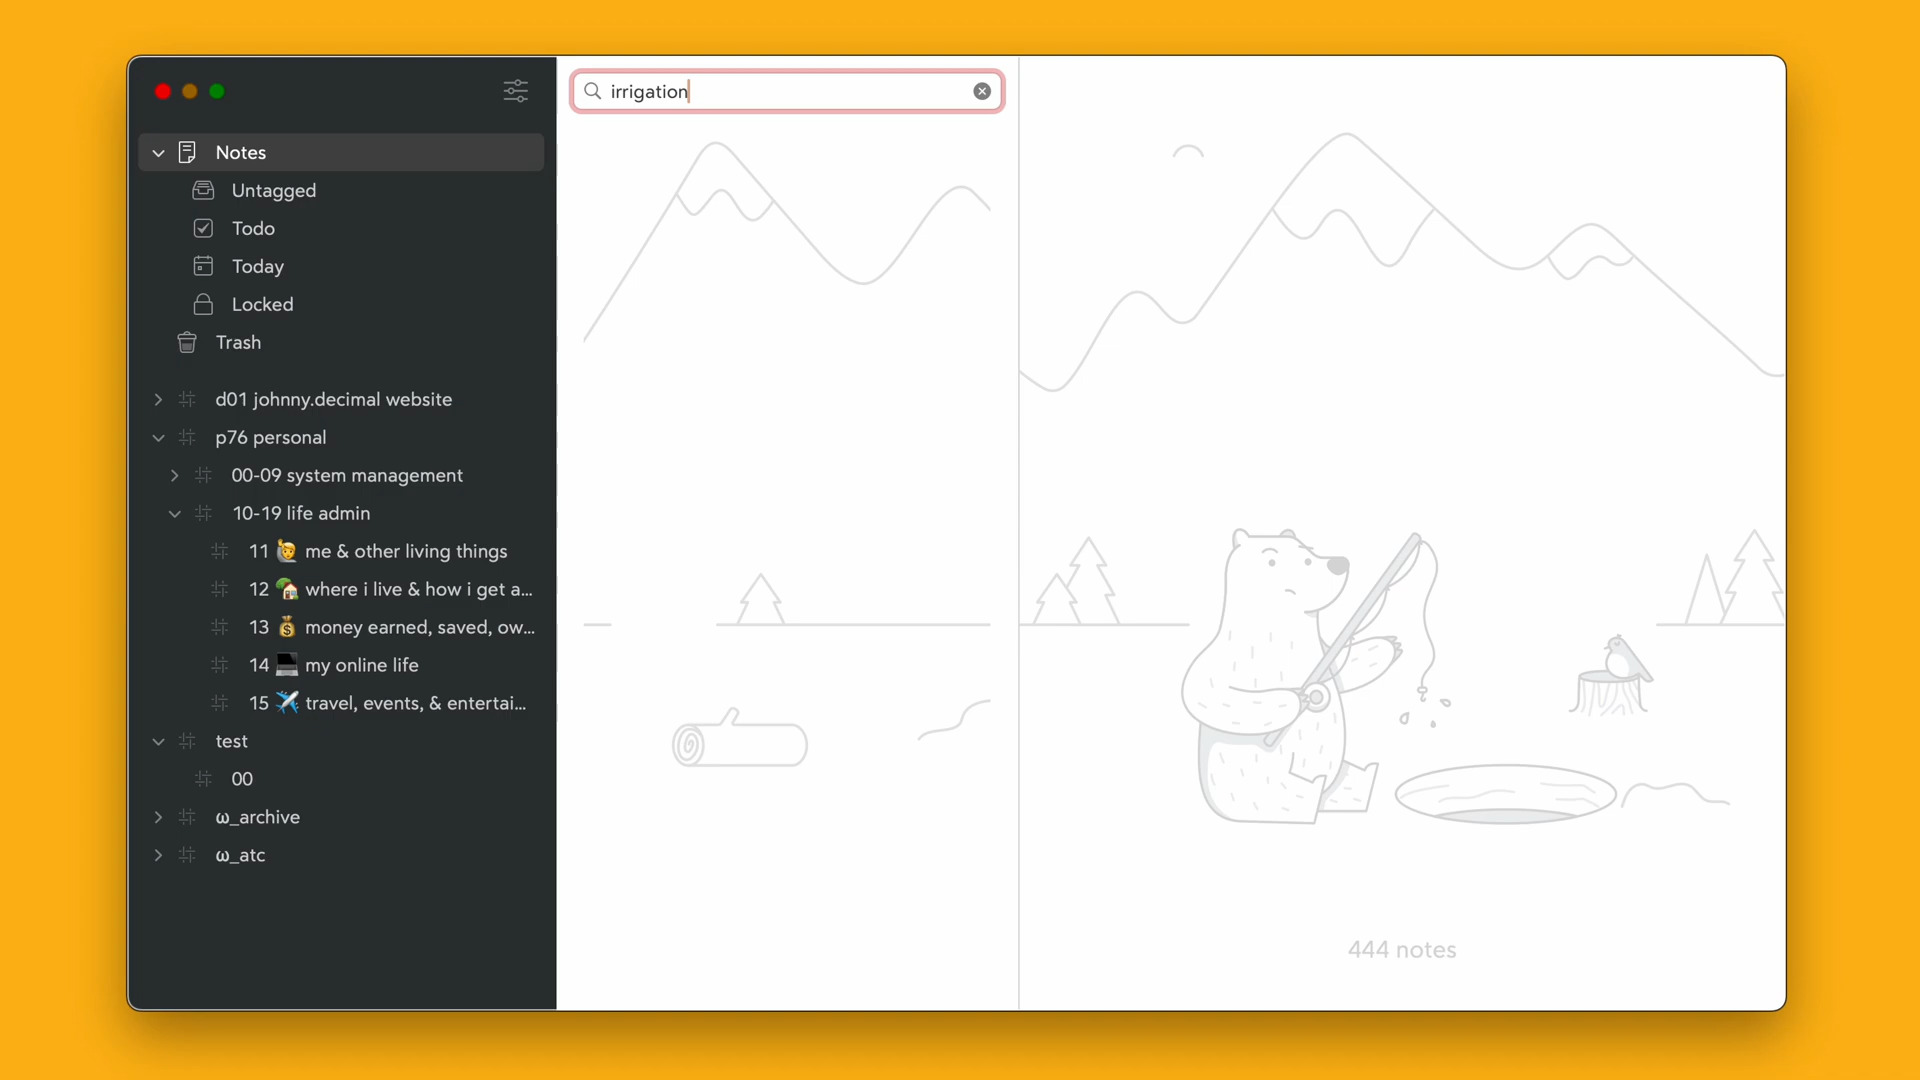 irrigation
Notes
Untagged
Todo
Today
Locked
Trash
d01 johnny.decimal website
p76 personal
00-09 system management
10-19 life admin
11 🙋 me & other living things
12 🏡 where i live & how i get a...
13 💰 money earned, saved, ow...
14 💻 my online life
15 ✈️ travel, events, & entertai...
test
00
ω_archive
ω_atc
444 notes